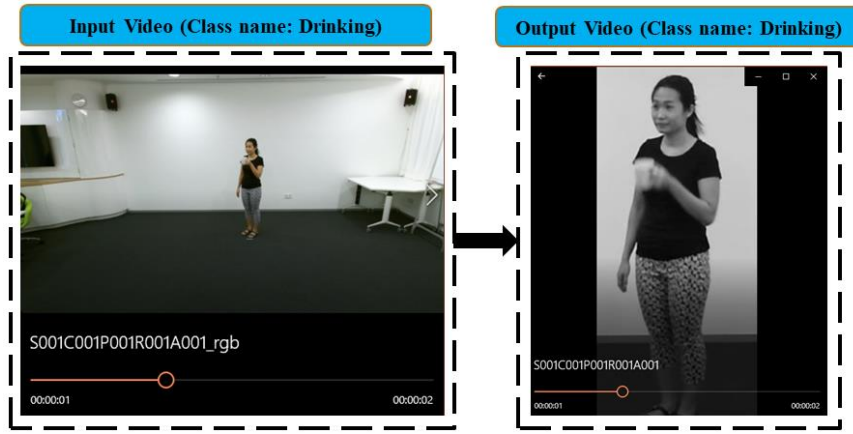 Input Video (Class name: Drinking)
Output Video (Class name: Drinking)
S001C001P001R001A001_rgb
00:00:01
00:00:02
S001C001P001R001A001
00:00:01
00:00:02